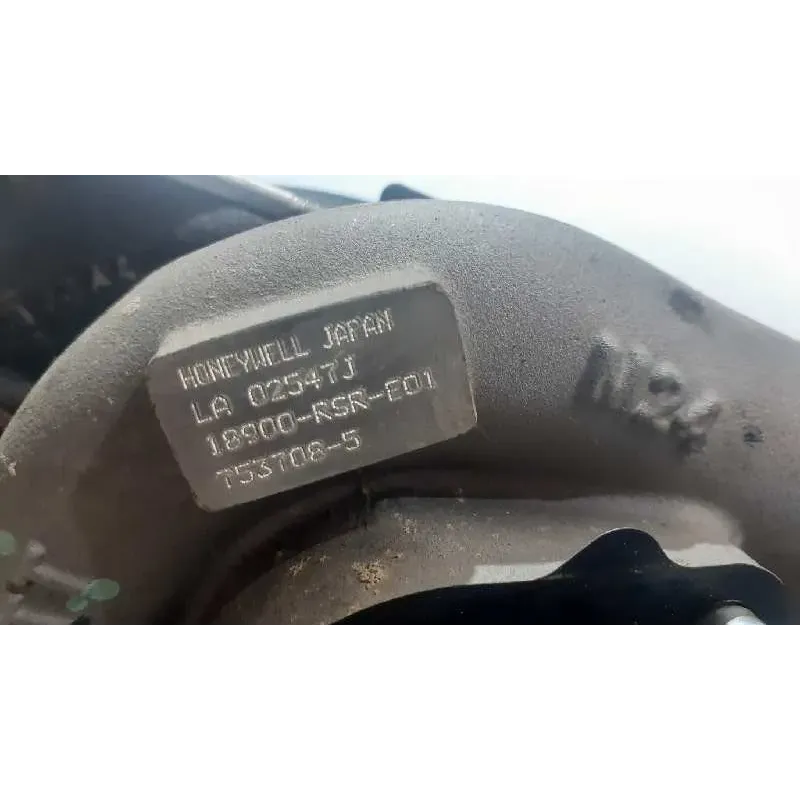 HONEYWELL JAPAN
LA 02547J
18900-RSR-E01
753708-5